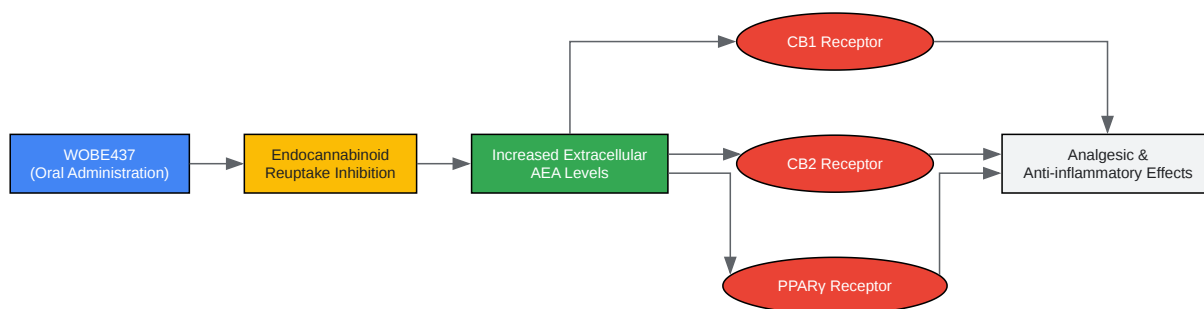 CB1 Receptor
WOBE437
(Oral Administration)
Endocannabinoid
Reuptake Inhibition
Increased Extracellular
AEA Levels
CB2 Receptor
Analgesic &
Anti-inflammatory Effects
PPARγ Receptor